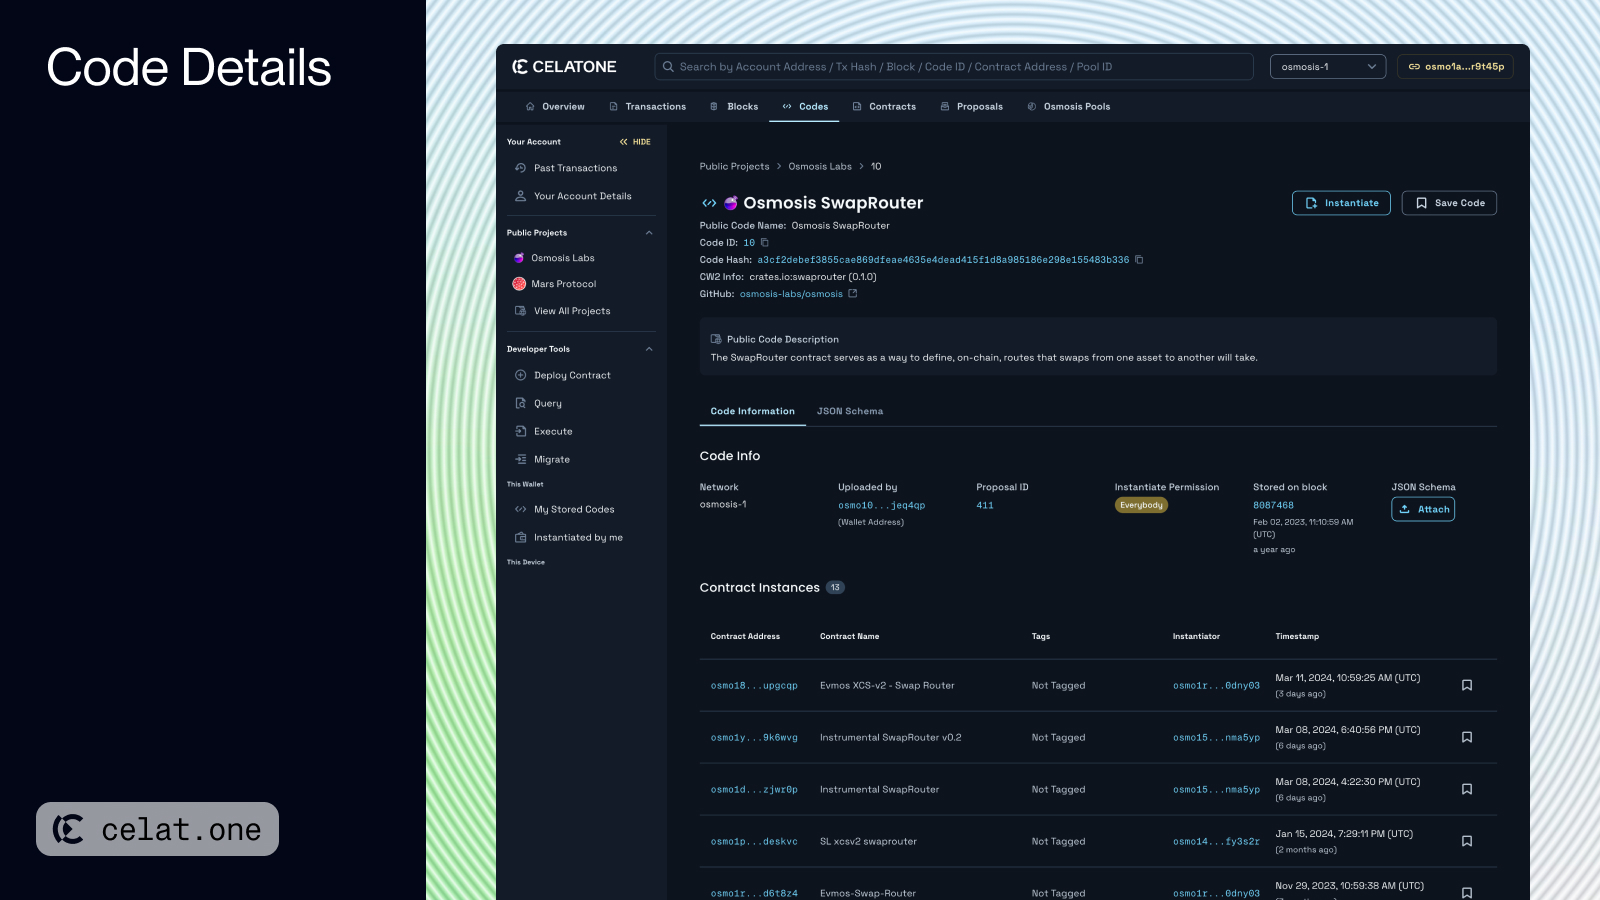 Code Details
CELATONE
Search by Account Address / Tx Hash / Block / Code ID / Contract Address / Pool ID
osmosis-1
osmo1a...r9t45p
Overview
Transactions
Blocks
Codes
Contracts
Proposals
Osmosis Pools
Your Account
HIDE
Past Transactions
Your Account Details
Public Projects
Osmosis Labs
Mars Protocol
View All Projects
Developer Tools
Deploy Contract
Query
Execute
Migrate
This Wallet
My Stored Codes
Instantiated by me
This Device
Public Projects > Osmosis Labs > 10
Osmosis SwapRouter
Instantiate
Save Code
Public Code Name: Osmosis SwapRouter
Code ID: 10
Code Hash: a3cf2debef3855cae869dfeae4635e4dead415f1d8a985186e298e155483b336
CW2 Info: crates.io:swaprouter (0.1.0)
GitHub: osmosis-labs/osmosis
Public Code Description
The SwapRouter contract serves as a way to define, on-chain, routes that swaps from one asset to another will take.
Code Information
JSON Schema
Code Info
Network
osmosis-1
Uploaded by
osmo10...jeq4qp
(Wallet Address)
Proposal ID
411
Instantiate Permission
Everybody
Stored on block
8087468
Feb 02, 2023, 11:10:59 AM
(UTC)
a year ago
JSON Schema
Attach
Contract Instances 13
Contract Address Contract Name Tags Instantiator Timestamp
osmo18...upgcqp Evmos XCS-v2 - Swap Router Not Tagged osmo1r...0dny03 Mar 11, 2024, 10:59:25 AM (UTC)
(3 days ago)
osmo1y...9k6wvg Instrumental SwapRouter v0.2 Not Tagged osmo15...nma5yp Mar 08, 2024, 6:40:56 PM (UTC)
(6 days ago)
osmo1d...zjwr0p Instrumental SwapRouter Not Tagged osmo15...nma5yp Mar 08, 2024, 4:22:30 PM (UTC)
(6 days ago)
osmo1p...deskvc SL xcsv2 swaprouter Not Tagged osmo14...fy3s2r Jan 15, 2024, 7:29:11 PM (UTC)
(2 months ago)
osmo1r...d6t8z4 Evmos-Swap-Router Not Tagged osmo1r...0dny03 Nov 29, 2023, 10:59:38 AM (UTC)
celat.one